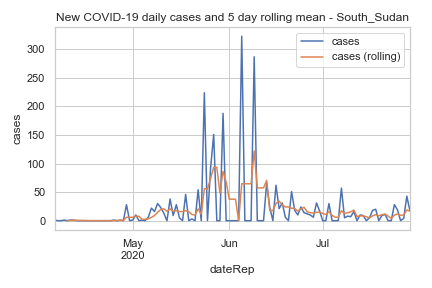 New COVID-19 daily cases and 5 day rolling mean - South_Sudan
cases
cases (rolling)
300
250
200
150
100
50
0
cases
May
2020
Jun
Jul
dateRep